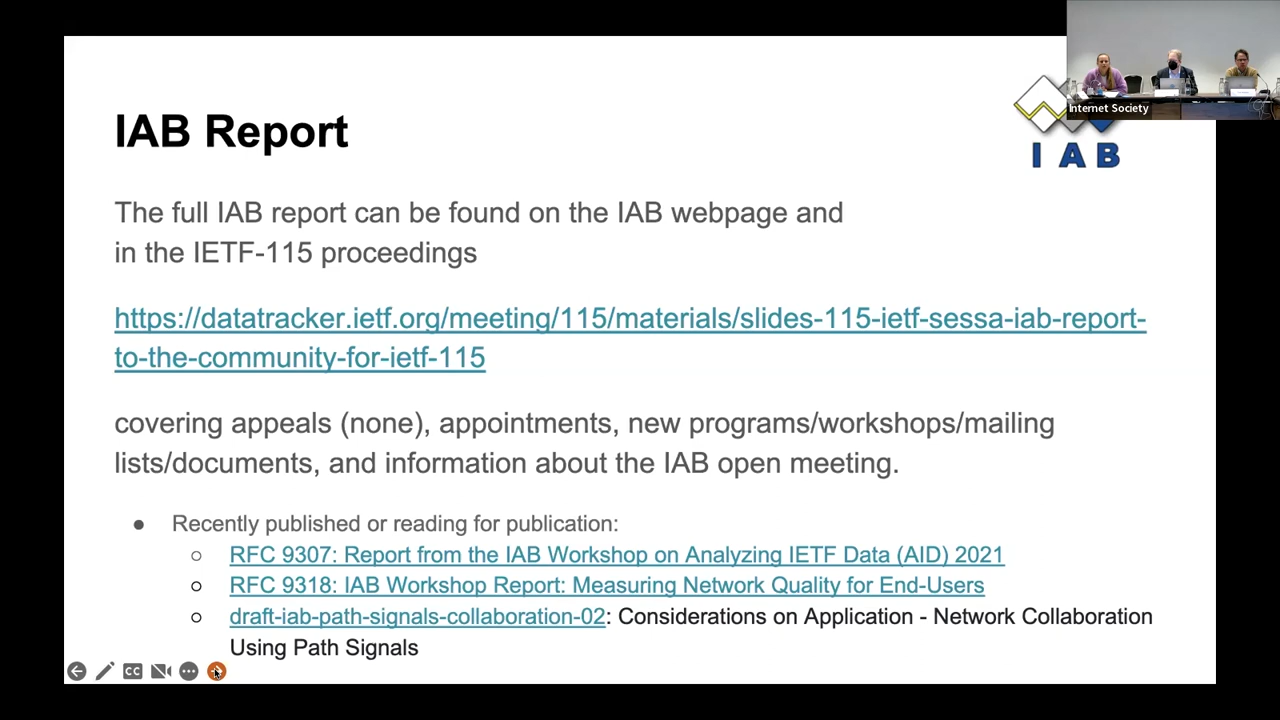 Internet Society
IAB
IAB Report
The full IAB report can be found on the IAB webpage and
in the IETF-115 proceedings
https://datatracker.ietf.org/meeting/115/materials/slides-115-ietf-sessa-iab-report-
to-the-community-for-ietf-115
covering appeals (none), appointments, new programs/workshops/mailing
lists/documents, and information about the IAB open meeting.
● Recently published or reading for publication:
○ RFC 9307: Report from the IAB Workshop on Analyzing IETF Data (AID) 2021
○ RFC 9318: IAB Workshop Report: Measuring Network Quality for End-Users
○ draft-iab-path-signals-collaboration-02: Considerations on Application - Network Collaboration
Using Path Signals
CC